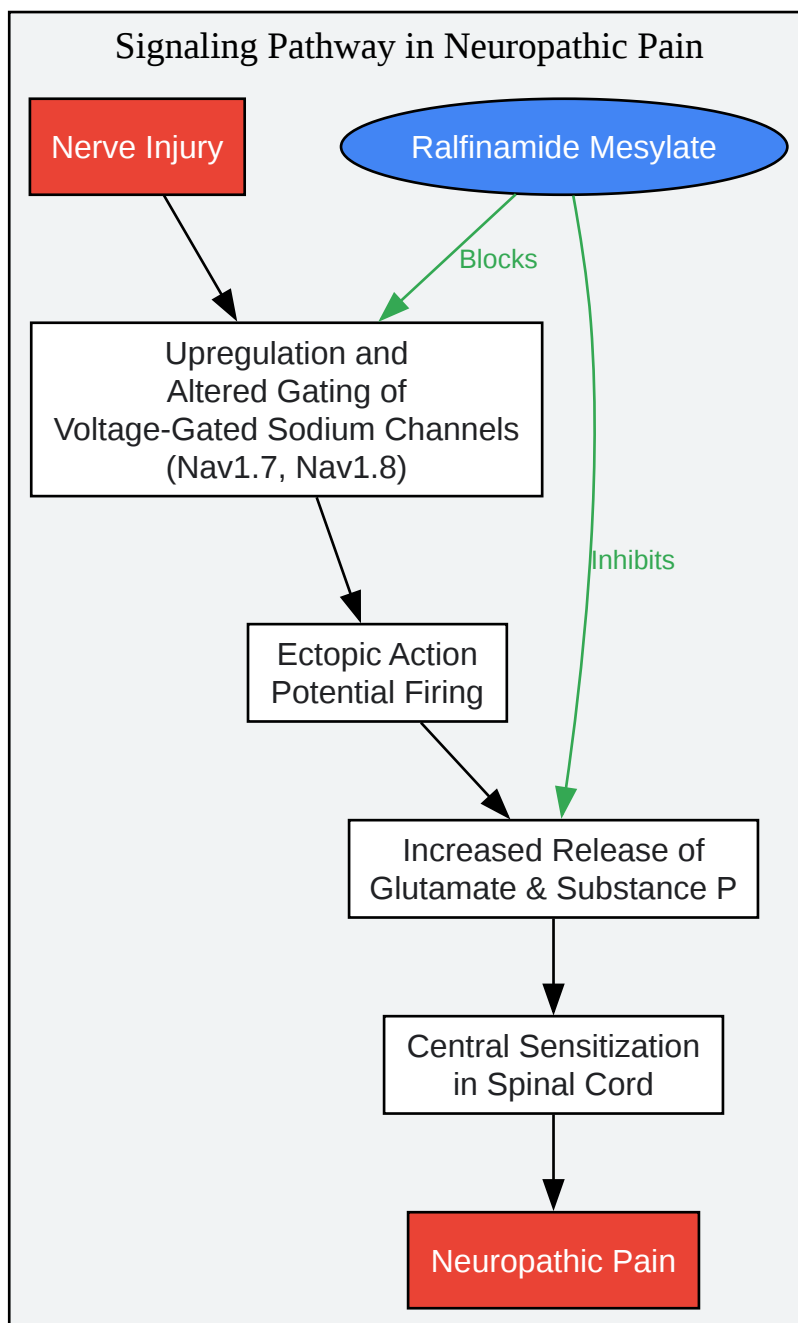 Signaling Pathway in Neuropathic Pain
Nerve Injury
Ralfinamide Mesylate
Blocks
Upregulation and
Altered Gating of
Voltage-Gated Sodium Channels
(Nav1.7, Nav1.8)
Inhibits
Ectopic Action
Potential Firing
Increased Release of
Glutamate & Substance P
Central Sensitization
in Spinal Cord
Neuropathic Pain